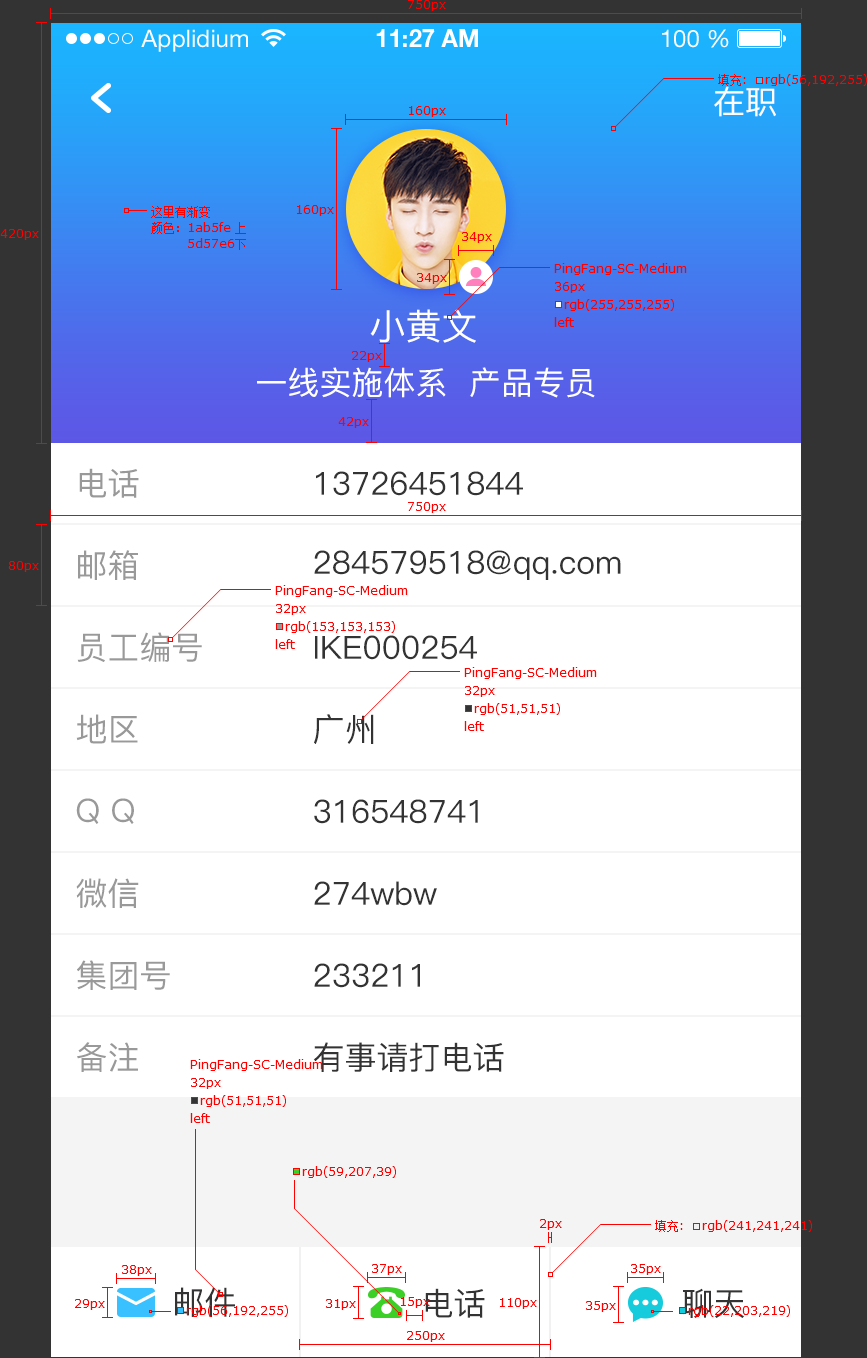 750px
Applidium 11:27 AM 100 %
填充: rgb(56,192,255)
在职
160px
160px
这里有渐变
颜色: 1ab5fe 上
5d57e6下
420px
34px
34px
PingFang-SC-Medium
36px
rgb(255,255,255)
left
小黄文
22px
一线实施体系 产品专员
42px
电话 13726451844
750px
80px
邮箱 284579518@qq.com
PingFang-SC-Medium
32px
rgb(153,153,153)
left
员工编号 IKE000254
PingFang-SC-Medium
32px
rgb(51,51,51)
left
地区 广州
Q Q 316548741
微信 274wbw
集团号 233211
备注 有事请打电话
PingFang-SC-Medium
32px
rgb(51,51,51)
left
rgb(59,207,39)
2px
填充: rgb(241,241,241)
38px
37px
35px
29px
邮件
rgb(56,192,255)
31px
15px
电话
110px
35px
聊天
rgb(22,203,219)
250px